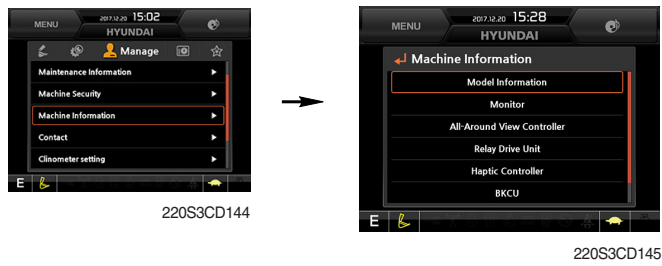 MENU
2017.12.20 15:02
HYUNDAI
Manage
Maintenance Information
Machine Security
Machine Information
Contact
Clinometer setting
E
220S3CD144
MENU
2017.12.20 15:28
HYUNDAI
Machine Information
Model Information
Monitor
All-Around View Controller
Relay Drive Unit
Haptic Controller
BKCU
E
220S3CD145